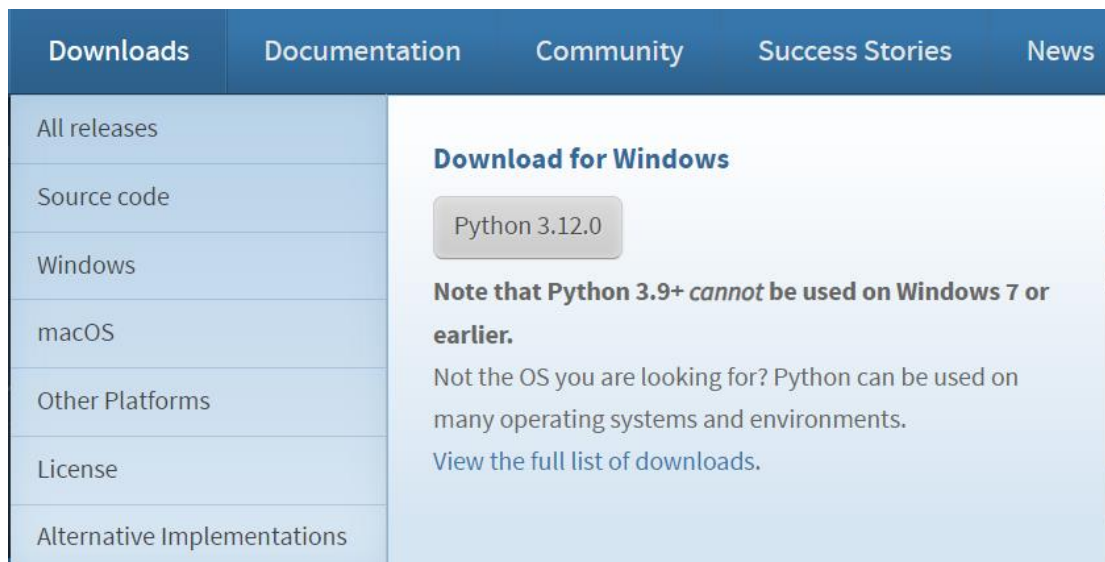 Downloads
Documentation
Community
Success Stories
News
All releases
Source code
Windows
macOS
Other Platforms
License
Alternative Implementations
Download for Windows
Python 3.12.0
Note that Python 3.9+ cannot be used on Windows 7 or
earlier.
Not the OS you are looking for? Python can be used on
many operating systems and environments.
View the full list of downloads.